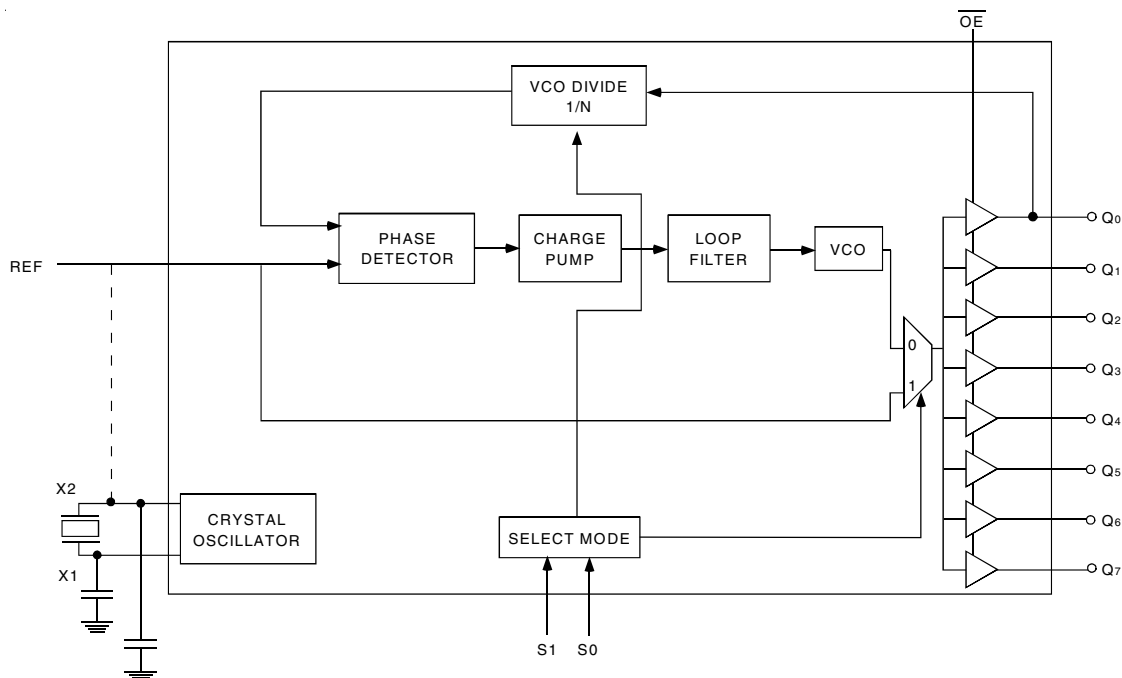 OE
VCO DIVIDE
1/N
PHASE
DETECTOR
CHARGE
PUMP
LOOP
FILTER
VCO
REF
0
1
Q0
Q1
Q2
Q3
Q4
Q5
Q6
Q7
X2
X1
CRYSTAL
OSCILLATOR
SELECT MODE
S1 S0